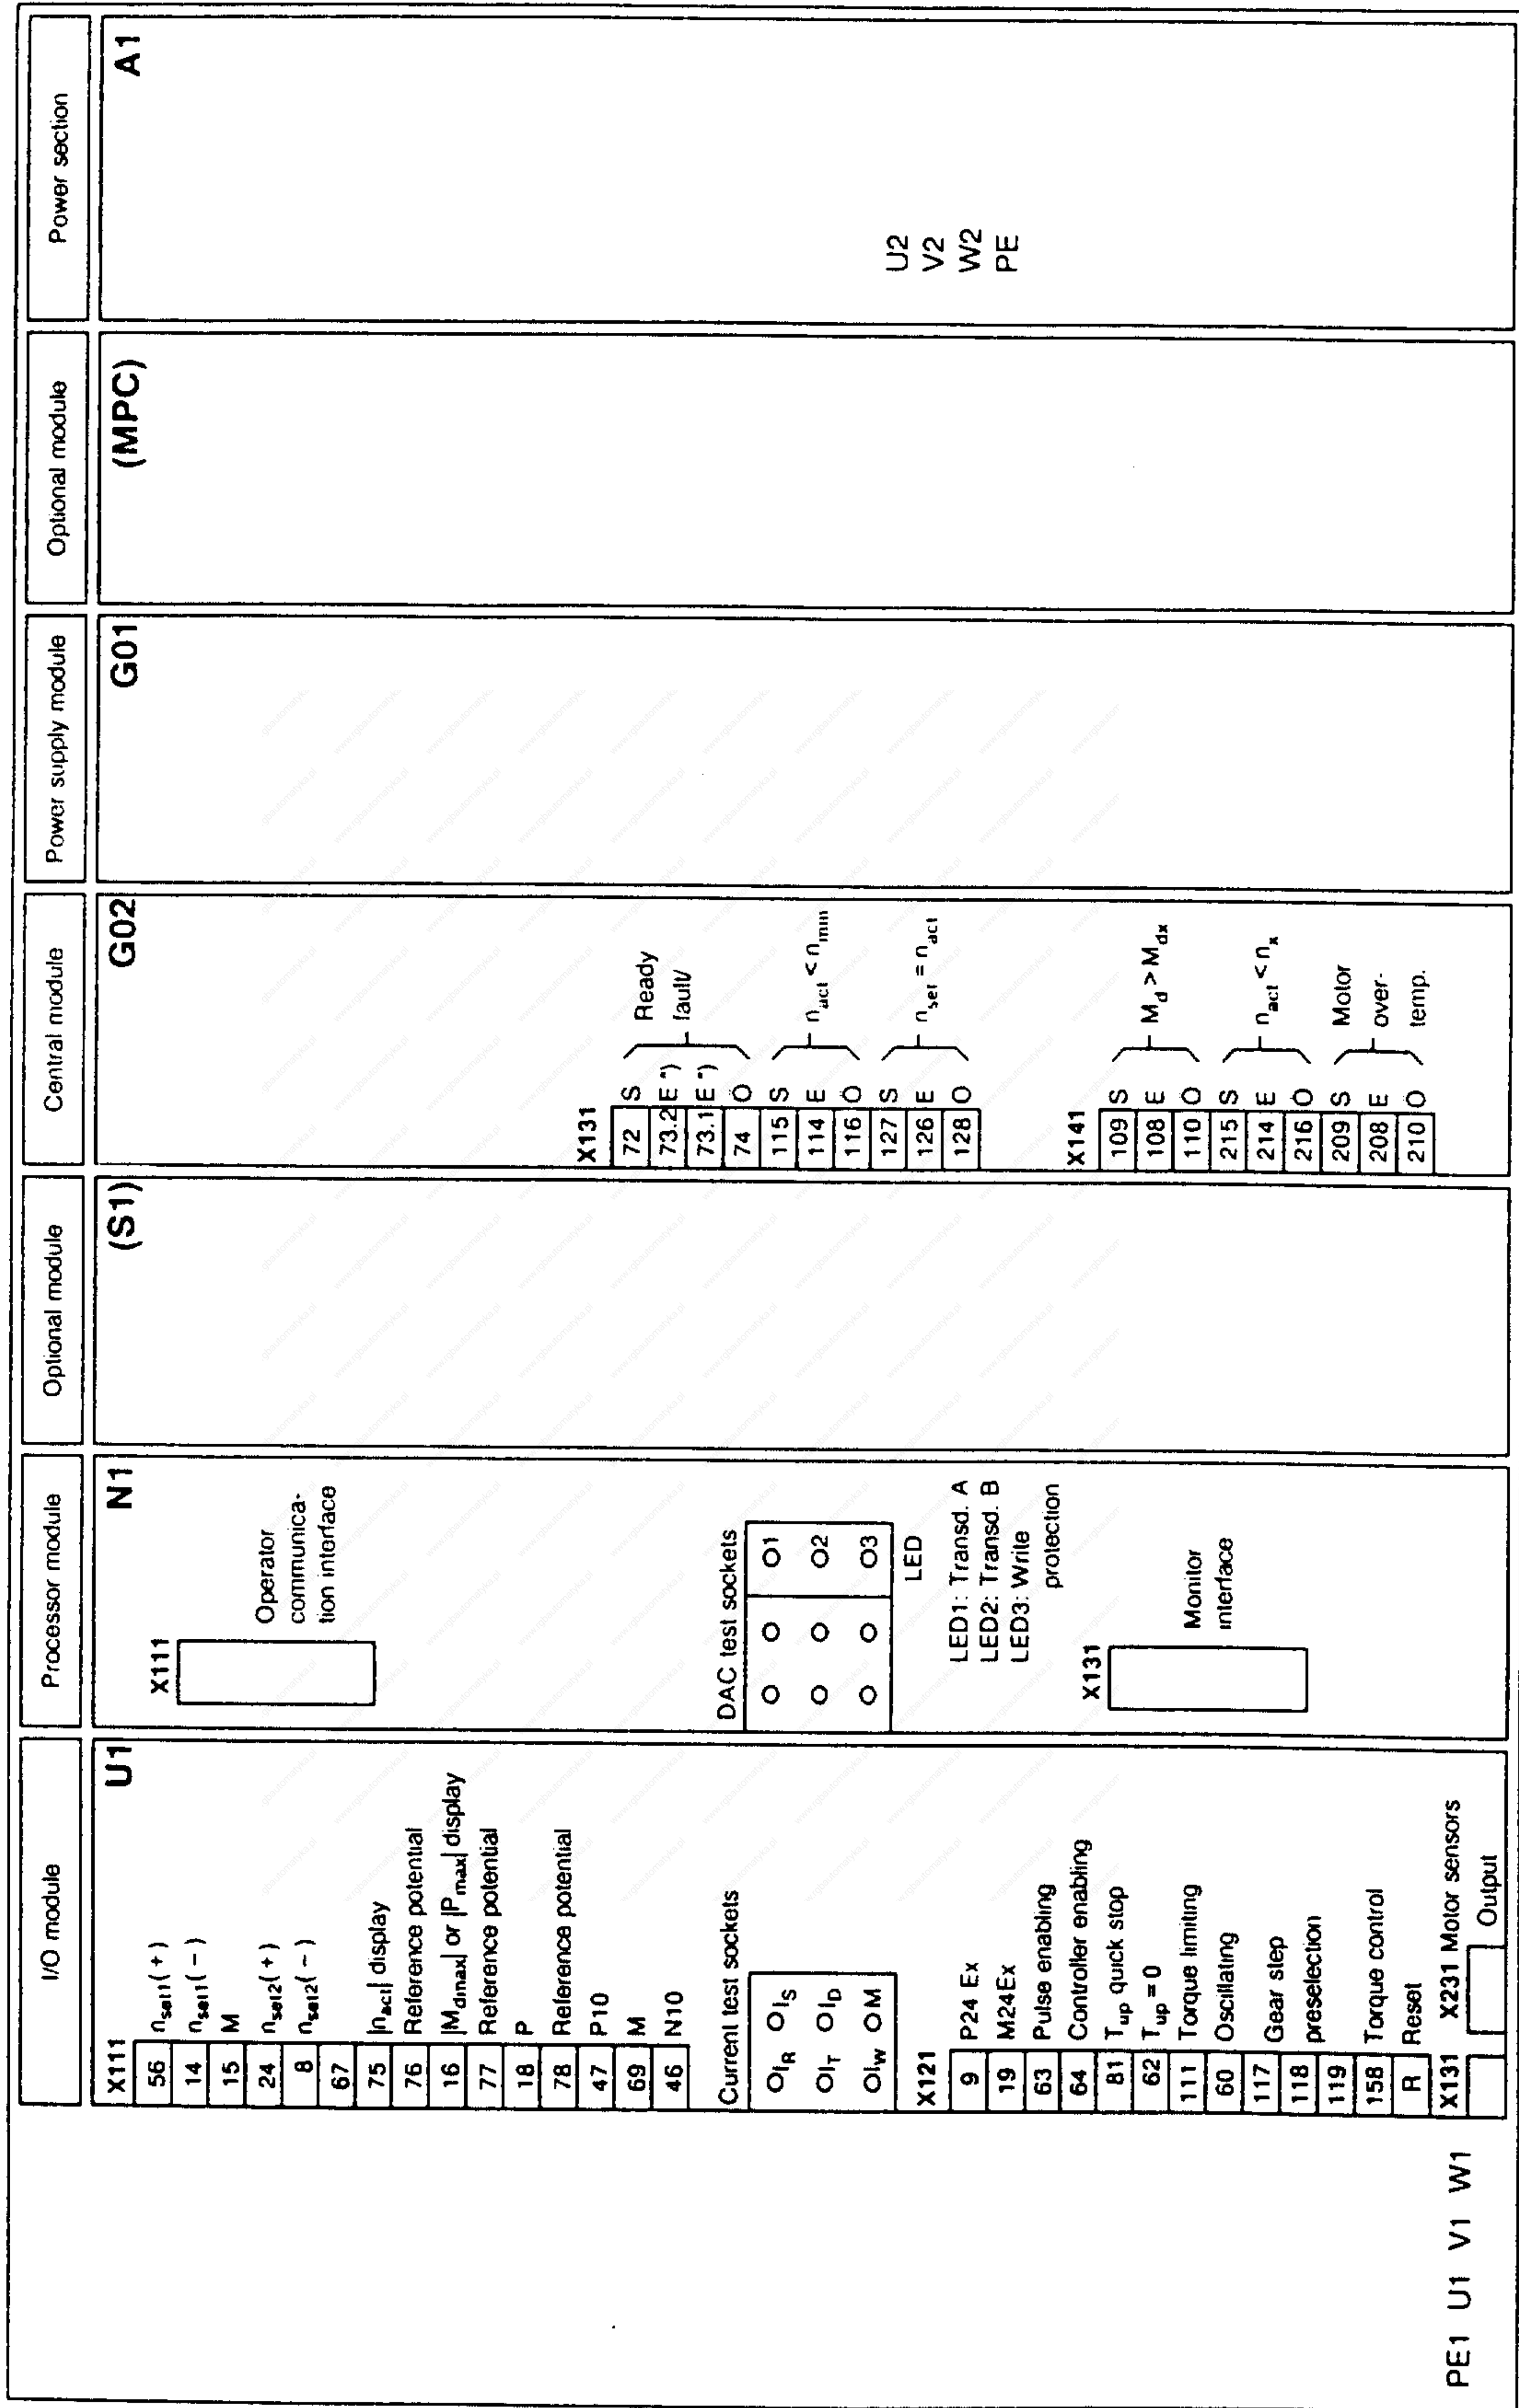 I/O module
U1
X111
56 n_set1(+)
14 n_set1(−)
15 M
24 n_set2(+)
8 n_set2(−)
67
75 |n_act| display
76 Reference potential
16 |M_dmax| or |P_max| display
77 Reference potential
18 P
78 Reference potential
47 P10
69 M
46 N10
Current test sockets
O I_R O I_S
O I_T O I_D
O I_W O M
X121
9 P24 Ex
19 M24Ex
63 Pulse enabling
64 Controller enabling
81 T_up quick stop
62 T_up = 0
111 Torque limiting
60 Oscillating
117 Gear step
118 preselection
119
158 Torque control
R Reset
X131 X231 Motor sensors
Output
PE1 U1 V1 W1
Processor module
N1
X111
Operator
communica-
tion interface
DAC test sockets
O O O1
O O O2
O O O3
LED
LED1: Transd. A
LED2: Transd. B
LED3: Write
protection
X131
Monitor
interface
Optional module
(S1)
Central module
G02
X131
72 S
73.2 E *)
73.1 E *)
74 Ö
Ready
fault/
115 S
114 E
116 Ö
n_act < n_min
127 S
126 E
128 O
n_set = n_act
X141
109 S
108 E
110 Ö
M_d > M_dx
215 S
214 E
216 O
n_act < n_x
209 S
208 E
210 O
Motor
over-
temp.
Power supply module
G01
Optional module
(MPC)
Power section
A1
U2
V2
W2
PE
www.rgbautomatyka.pl